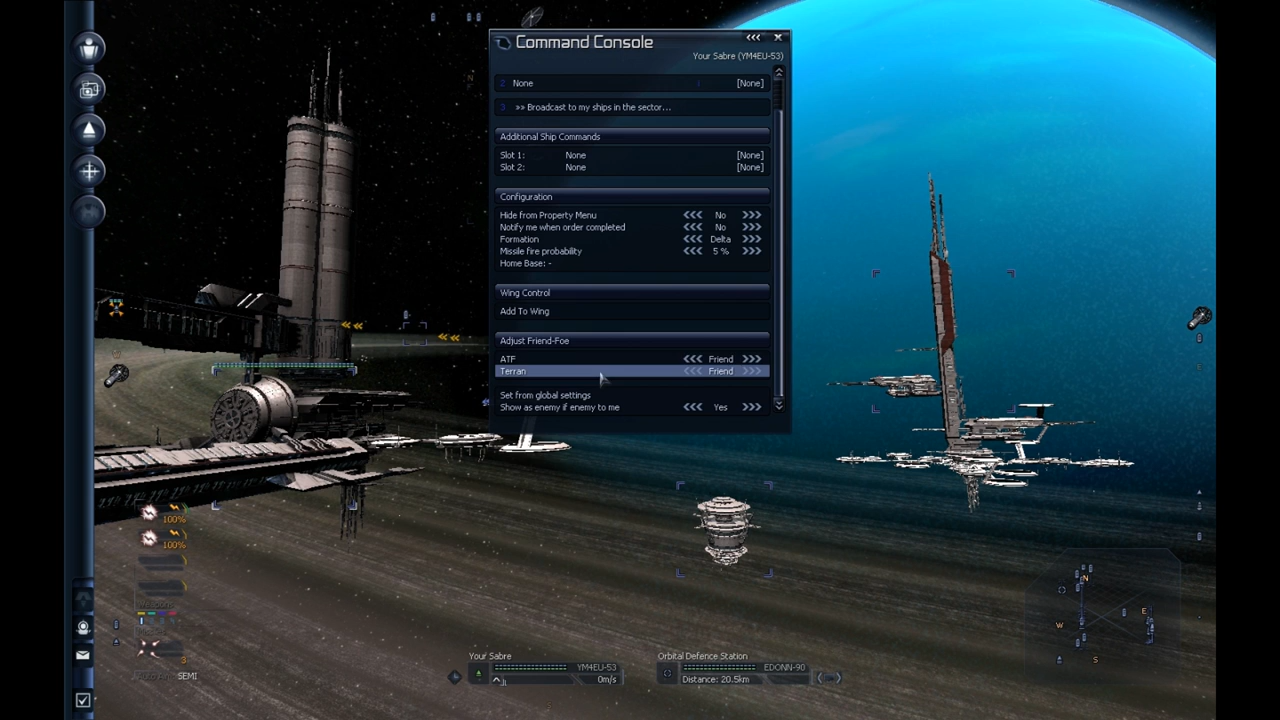 Command Console
Your Sabre (YM4EU-53)
2 None [None]
3 >> Broadcast to my ships in the sector...
Additional Ship Commands
Slot 1: None [None]
Slot 2: None [None]
Configuration
Hide from Property Menu No
Notify me when order completed No
Formation Delta
Missile fire probability 5 %
Home Base: -
Wing Control
Add To Wing
Adjust Friend-Foe
ATF Friend
Terran Friend
Set from global settings
Show as enemy if enemy to me Yes
N
W
100%
100%
3
SEMI
Your Sabre
YM4EU-53
0m/s
Orbital Defence Station
EDONN-90
Distance: 20.5km
N
E
W
S